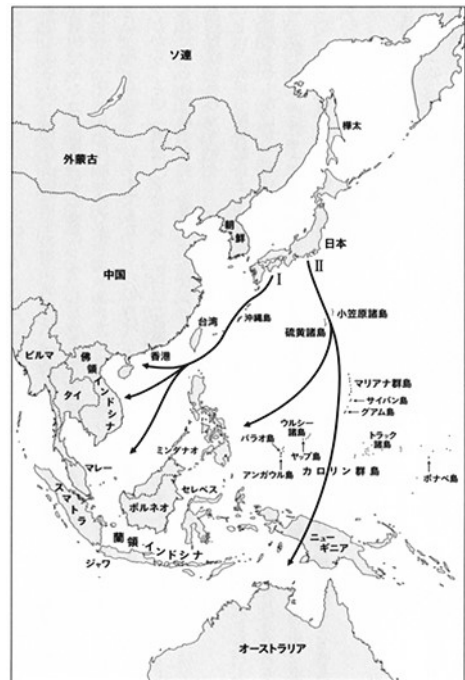 ソ連
樺太
外蒙古
朝鮮
日本
中国
I
II
小笠原諸島
沖縄島
硫黄諸島
台湾
香港
ビルマ
佛領インドシナ
タイ
マリアナ群島
サイパン島
グアム島
ウルシー諸島
トラック諸島
パラオ島
ヤップ島
ミンダナオ
ポナペ島
マレー
アンガウル島
カロリン群島
スマトラ
セレベス
ボルネオ
ニューギニア
蘭領インドシナ
ジャワ
オーストラリア